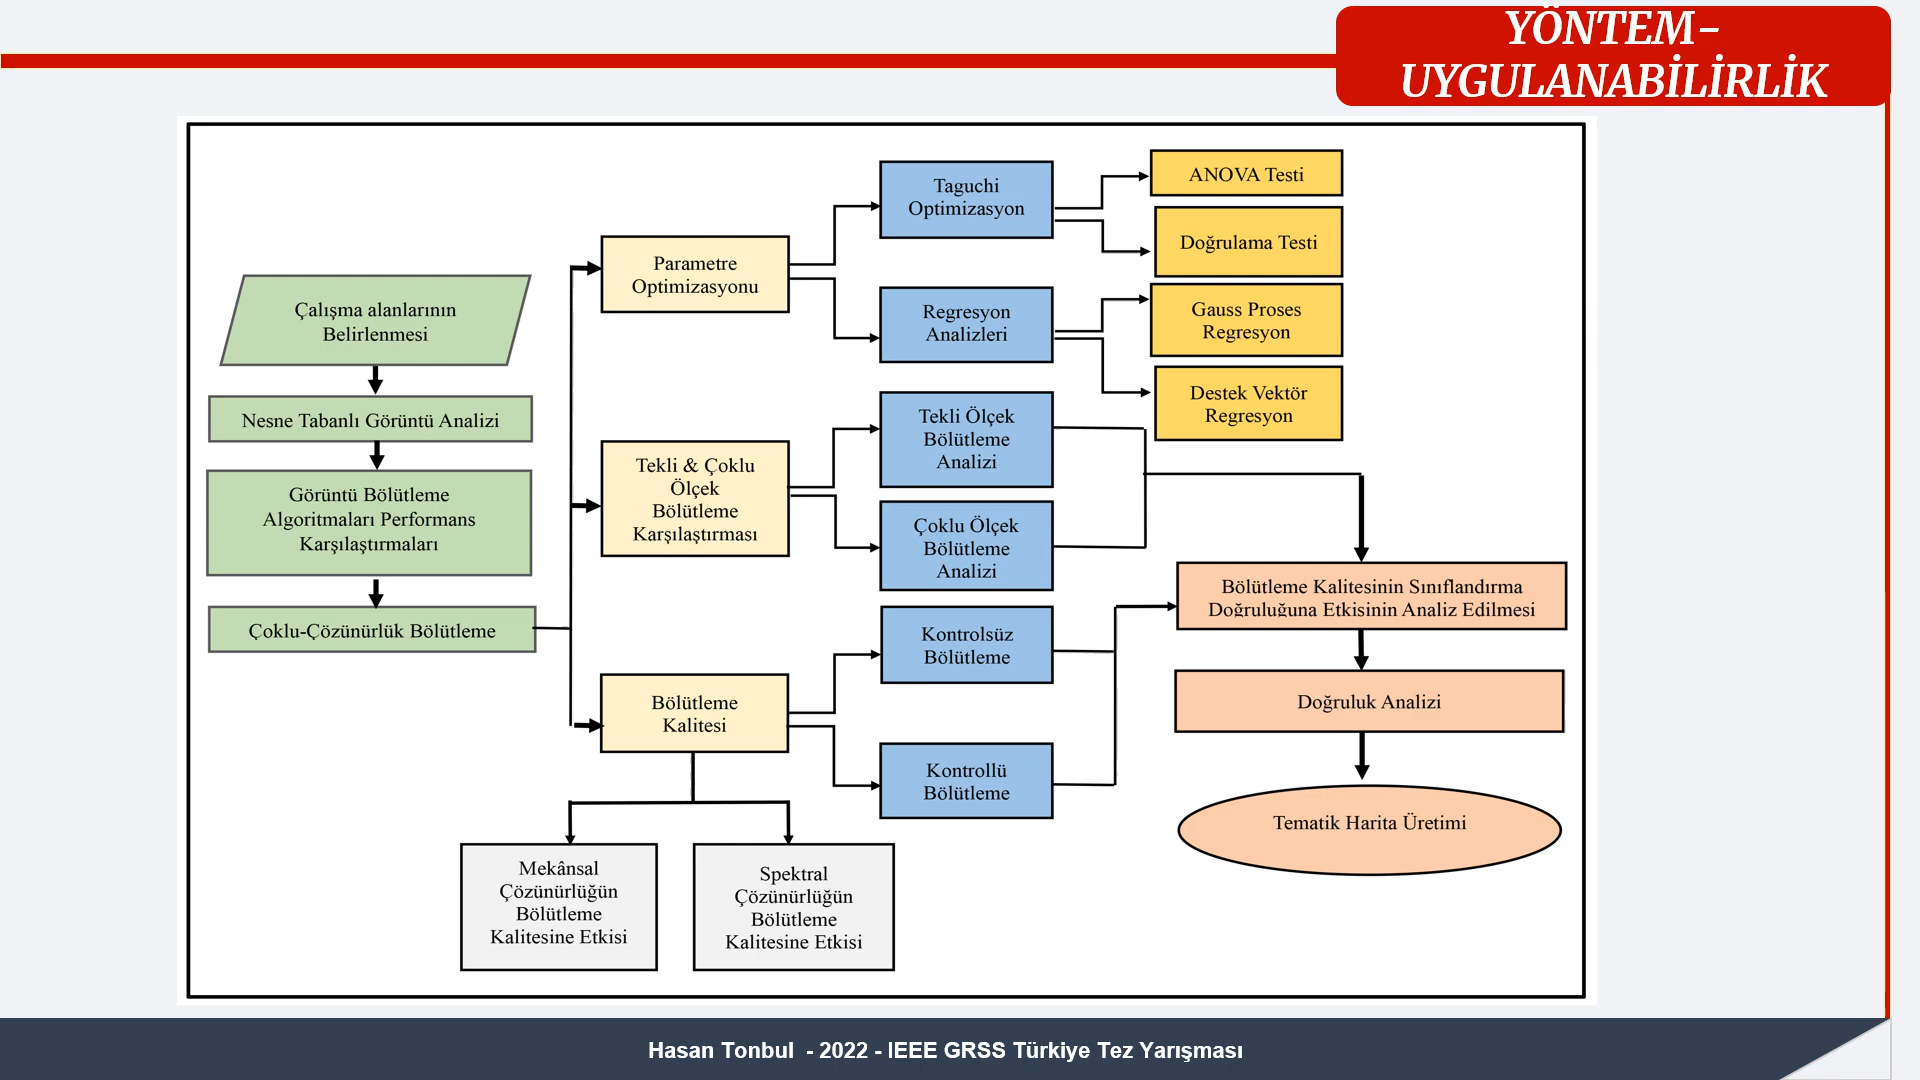 YÖNTEM-
UYGULANABİLİRLİK
Çalışma alanlarının
Belirlenmesi
Nesne Tabanlı Görüntü Analizi
Görüntü Bölütleme
Algoritmaları Performans
Karşılaştırmaları
Çoklu-Çözünürlük Bölütleme
Parametre
Optimizasyonu
Tekli & Çoklu
Ölçek
Bölütleme
Karşılaştırması
Bölütleme
Kalitesi
Mekânsal
Çözünürlüğün
Bölütleme
Kalitesine Etkisi
Spektral
Çözünürlüğün
Bölütleme
Kalitesine Etkisi
Taguchi
Optimizasyon
Regresyon
Analizleri
Tekli Ölçek
Bölütleme
Analizi
Çoklu Ölçek
Bölütleme
Analizi
Kontrolsüz
Bölütleme
Kontrollü
Bölütleme
ANOVA Testi
Doğrulama Testi
Gauss Proses
Regresyon
Destek Vektör
Regresyon
Bölütleme Kalitesinin Sınıflandırma
Doğruluğuna Etkisinin Analiz Edilmesi
Doğruluk Analizi
Tematik Harita Üretimi
Hasan Tonbul - 2022 - IEEE GRSS Türkiye Tez Yarışması